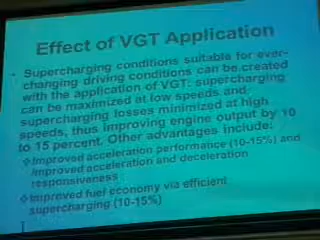 Effect of VGT Application
• Supercharging conditions suitable for ever-
changing driving conditions can be created
with the application of VGT: supercharging
can be maximized at low speeds and
supercharging losses minimized at high
speeds, thus improving engine output by 10
to 15 percent. Other advantages include:
❖Improved acceleration performance (10-15%) and
improved acceleration and deceleration
responsiveness
❖Improved fuel economy via efficient
supercharging (10-15%)